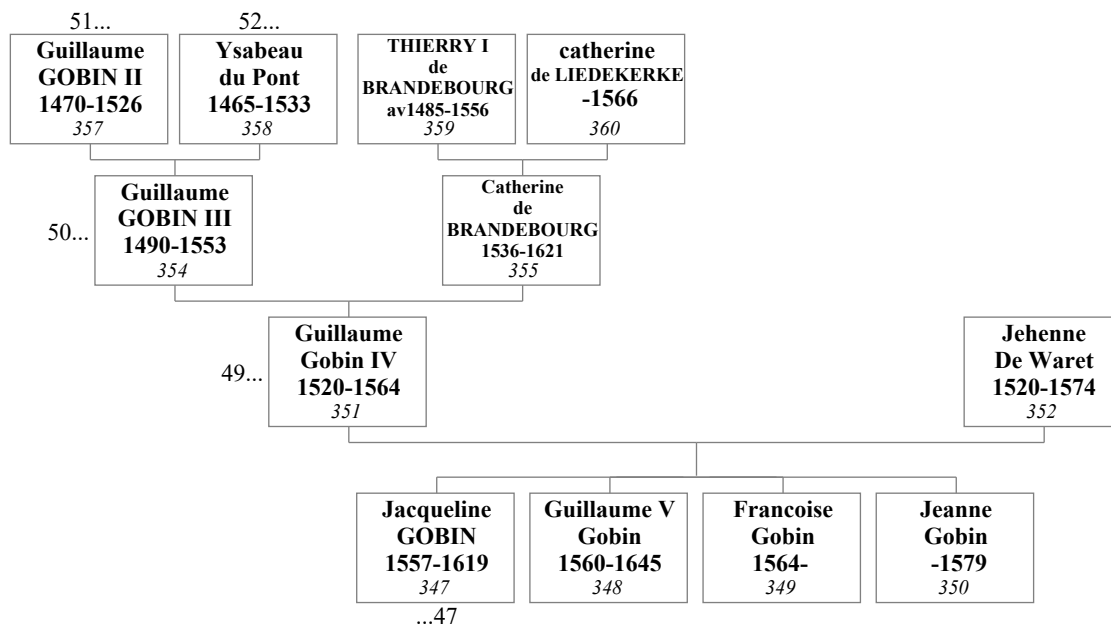 51...
52...
Guillaume
GOBIN II
1470-1526
357
Ysabeau
du Pont
1465-1533
358
THIERRY I
de
BRANDEBOURG
av1485-1556
359
catherine
de LIEDEKERKE
-1566
360
50...
Guillaume
GOBIN III
1490-1553
354
Catherine
de
BRANDEBOURG
1536-1621
355
49...
Guillaume
Gobin IV
1520-1564
351
Jehenne
De Waret
1520-1574
352
Jacqueline
GOBIN
1557-1619
347
Guillaume V
Gobin
1560-1645
348
Francoise
Gobin
1564-
349
Jeanne
Gobin
-1579
350
...47